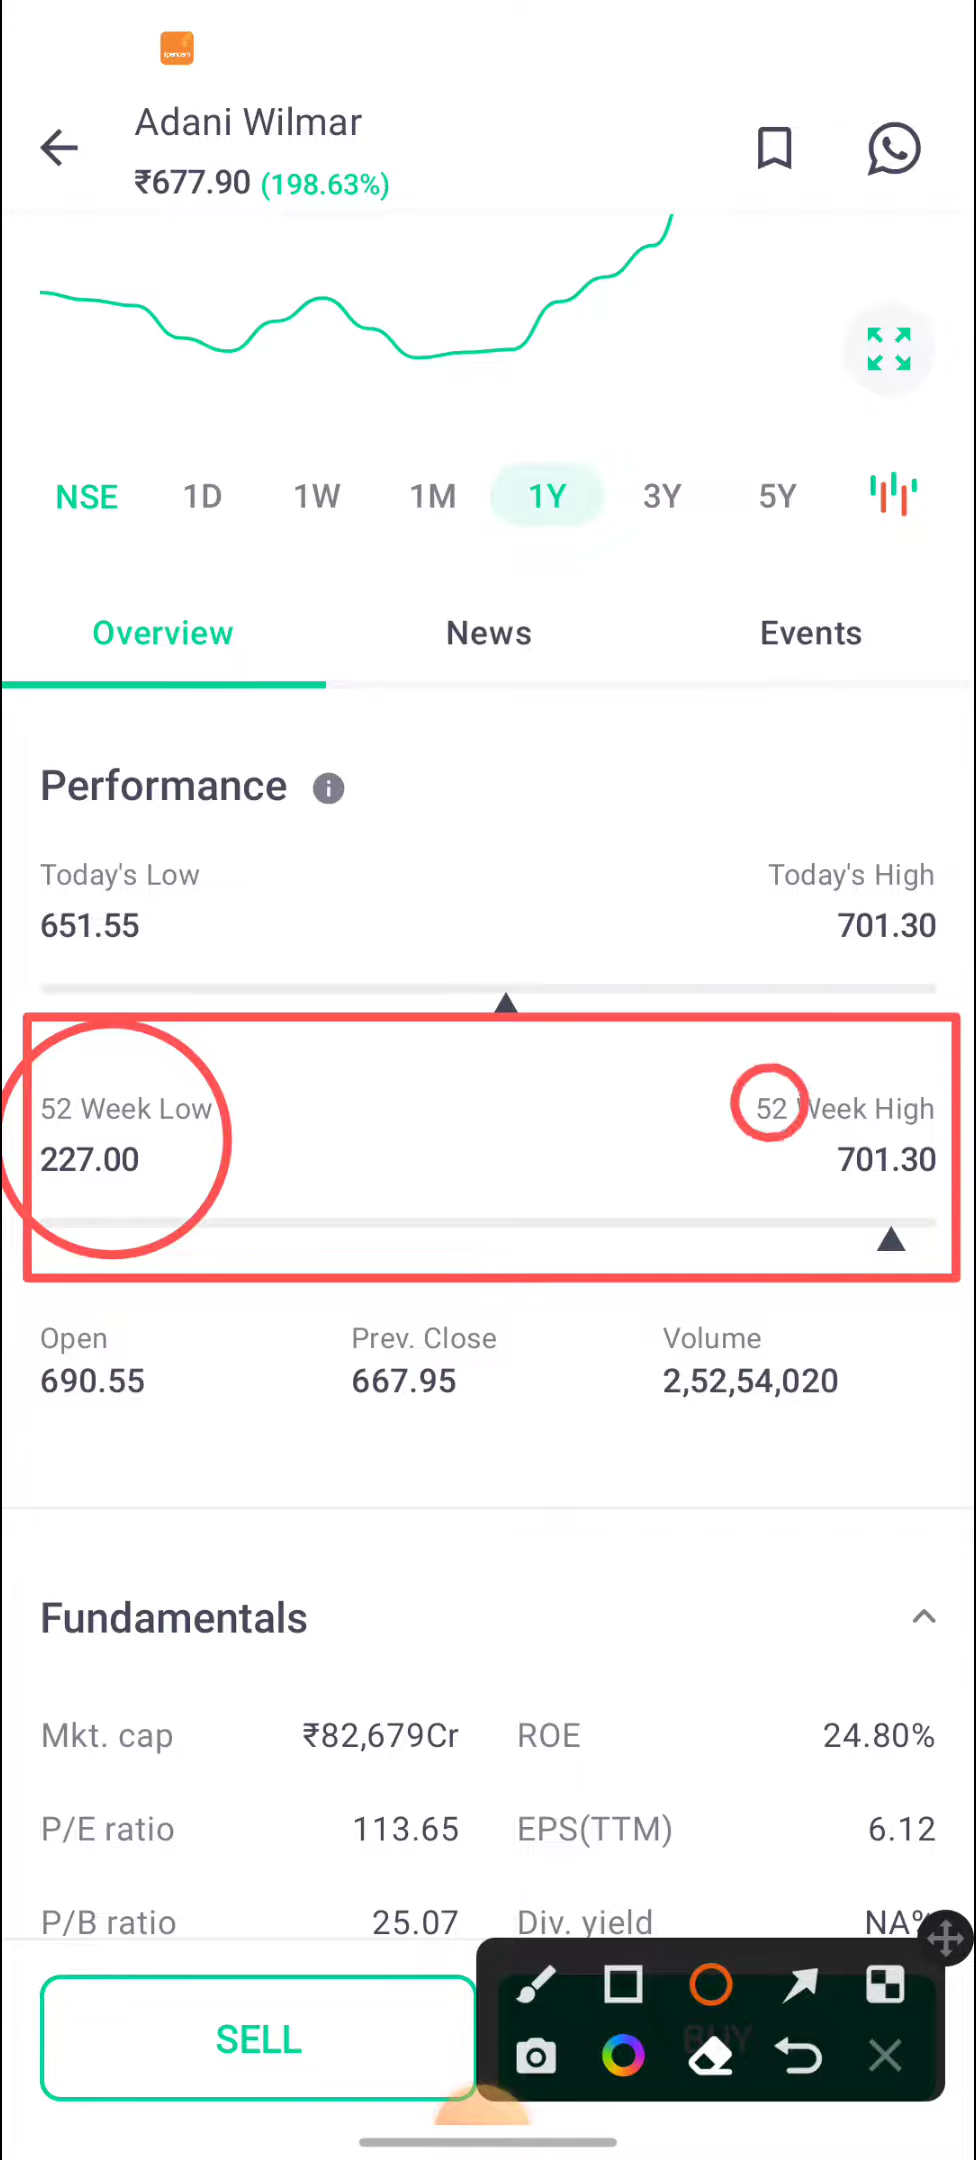 spencer's
Adani Wilmar
₹677.90 (198.63%)
NSE 1D 1W 1M 1Y 3Y 5Y
Overview News Events
Performance
Today's Low Today's High
651.55 701.30
52 Week Low 52 Week High
227.00 701.30
Open Prev. Close Volume
690.55 667.95 2,52,54,020
Fundamentals
Mkt. cap ₹82,679Cr ROE 24.80%
P/E ratio 113.65 EPS(TTM) 6.12
P/B ratio 25.07 Div. yield NA%
SELL BUY